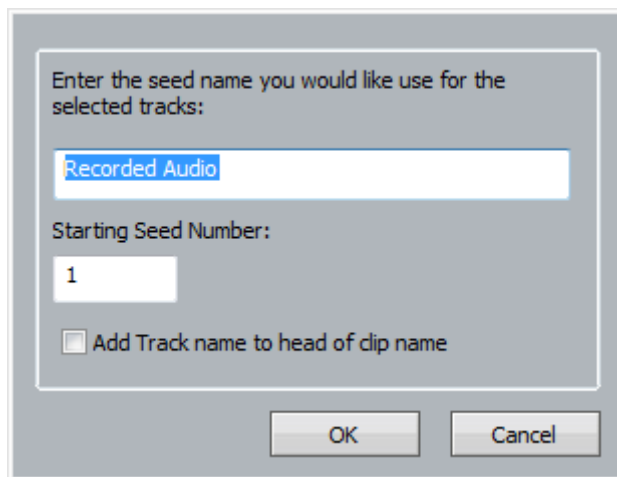 Enter the seed name you would like use for the
selected tracks:
Recorded Audio
Starting Seed Number:
1
Add Track name to head of clip name
OK Cancel